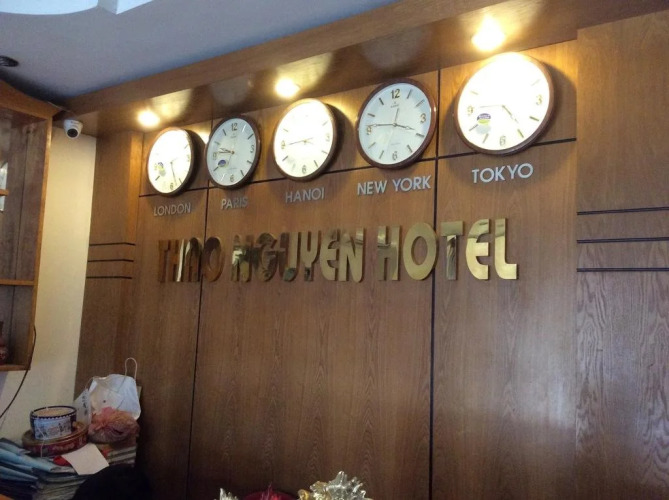 LONDON PARIS HANOI NEW YORK TOKYO
THAO NGUYEN HOTEL